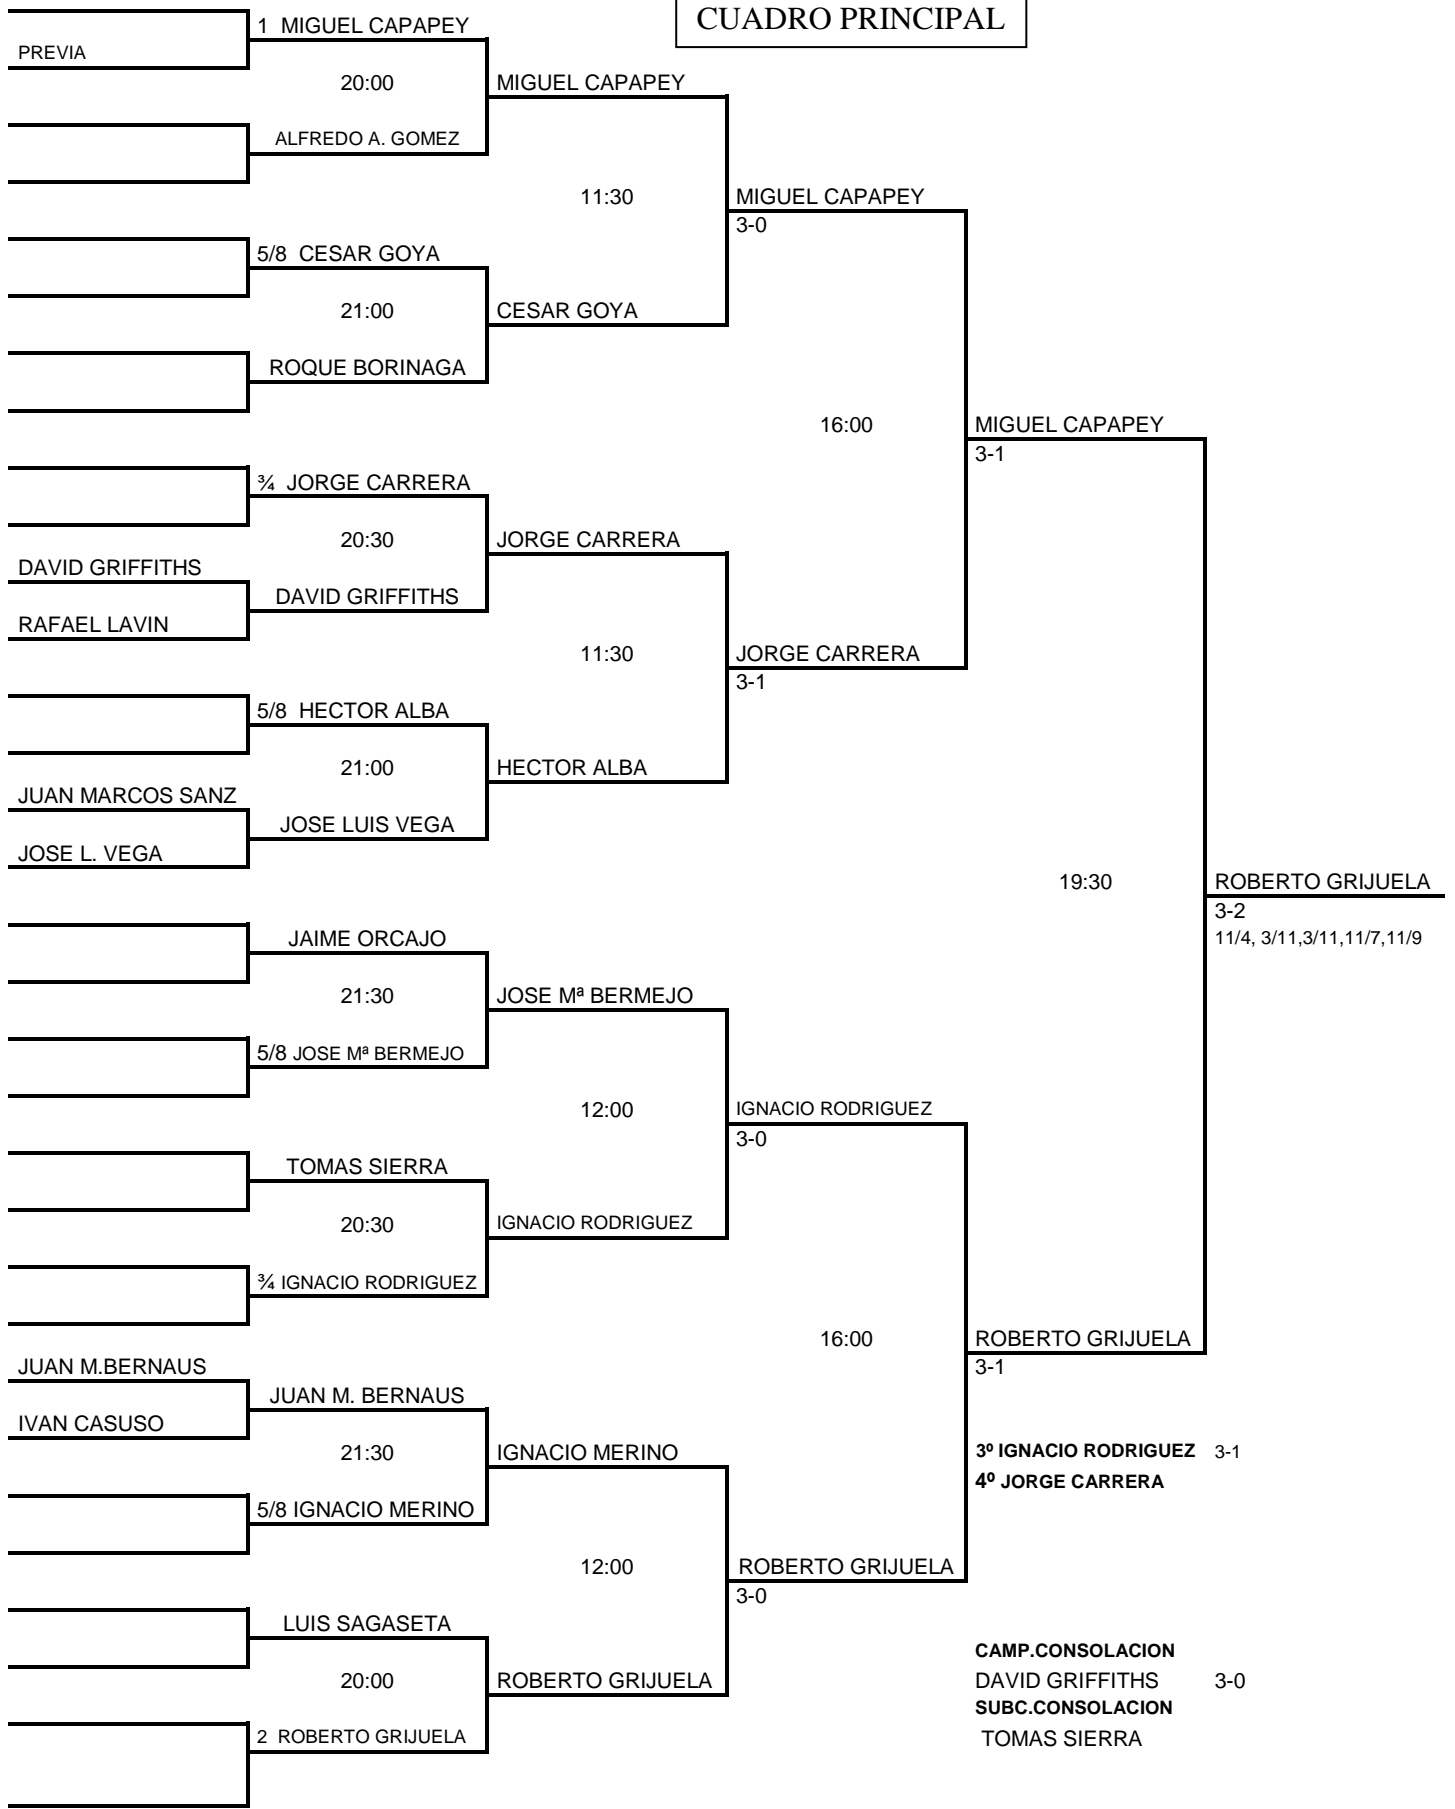 CUADRO PRINCIPAL
1 MIGUEL CAPAPEY
PREVIA
20:00
MIGUEL CAPAPEY
ALFREDO A. GOMEZ
11:30
MIGUEL CAPAPEY
3-0
5/8 CESAR GOYA
21:00
CESAR GOYA
ROQUE BORINAGA
16:00
MIGUEL CAPAPEY
3-1
¾ JORGE CARRERA
20:30
JORGE CARRERA
DAVID GRIFFITHS
DAVID GRIFFITHS
RAFAEL LAVIN
11:30
JORGE CARRERA
3-1
5/8 HECTOR ALBA
21:00
HECTOR ALBA
JUAN MARCOS SANZ
JOSE LUIS VEGA
JOSE L. VEGA
19:30
ROBERTO GRIJUELA
3-2
11/4, 3/11,3/11,11/7,11/9
JAIME ORCAJO
21:30
JOSE Mª BERMEJO
5/8 JOSE Mª BERMEJO
12:00
IGNACIO RODRIGUEZ
3-0
TOMAS SIERRA
20:30
IGNACIO RODRIGUEZ
¾ IGNACIO RODRIGUEZ
16:00
ROBERTO GRIJUELA
3-1
JUAN M.BERNAUS
JUAN M. BERNAUS
IVAN CASUSO
21:30
IGNACIO MERINO
3º IGNACIO RODRIGUEZ 3-1
4º JORGE CARRERA
5/8 IGNACIO MERINO
12:00
ROBERTO GRIJUELA
3-0
LUIS SAGASETA
20:00
ROBERTO GRIJUELA
2 ROBERTO GRIJUELA
CAMP.CONSOLACION
DAVID GRIFFITHS 3-0
SUBC.CONSOLACION
TOMAS SIERRA